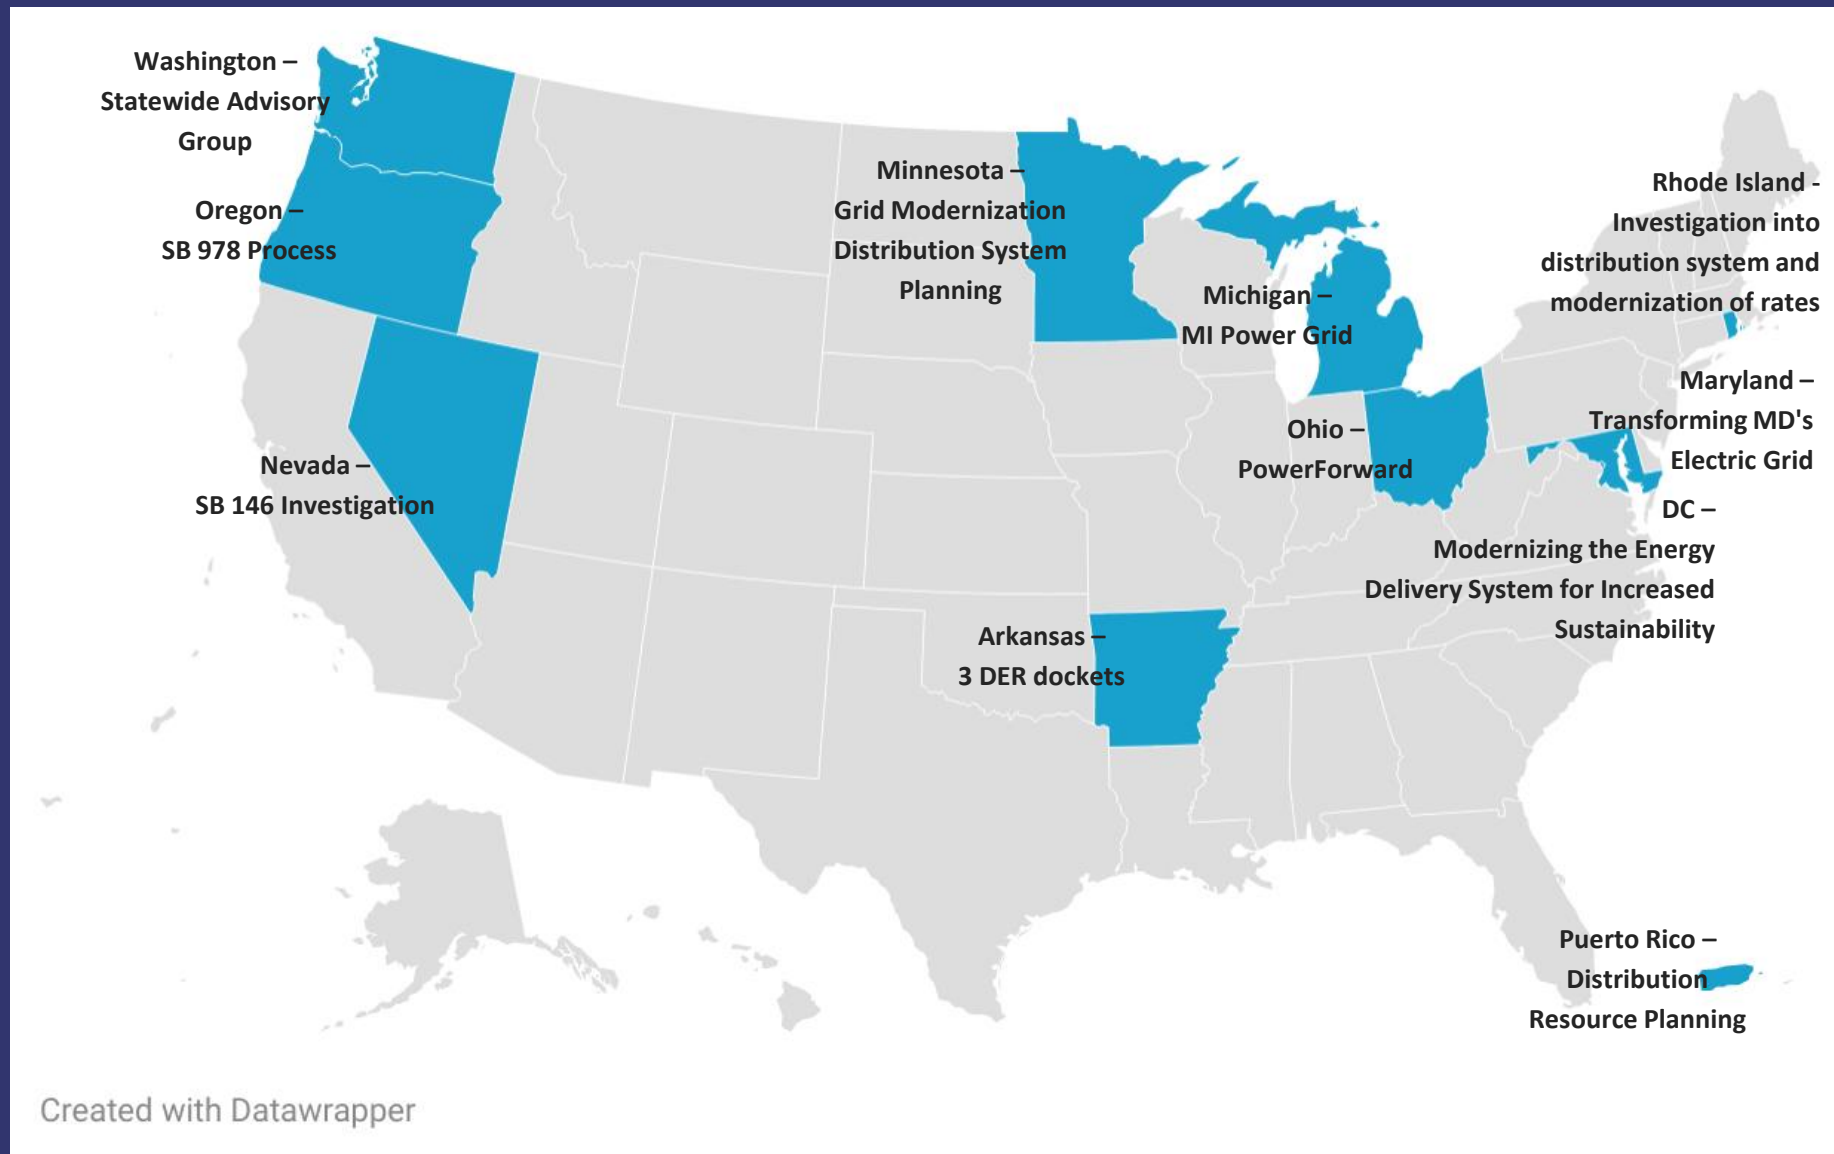 Washington –
Statewide Advisory
Group
Oregon –
SB 978 Process
Nevada –
SB 146 Investigation
Minnesota –
Grid Modernization
Distribution System
Planning
Michigan –
MI Power Grid
Ohio –
PowerForward
Arkansas –
3 DER dockets
Rhode Island -
Investigation into
distribution system and
modernization of rates
Maryland –
Transforming MD's
Electric Grid
DC –
Modernizing the Energy
Delivery System for Increased
Sustainability
Puerto Rico –
Distribution
Resource Planning
Created with Datawrapper